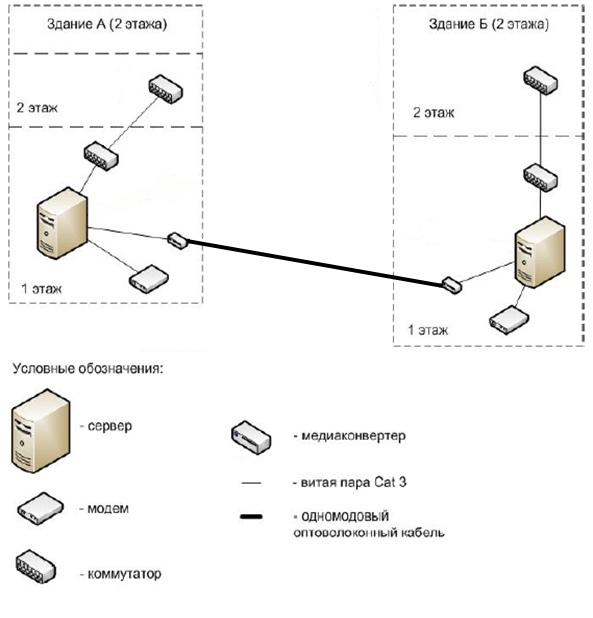 Здание А (2 этажа)
Здание Б (2 этажа)
2 этаж
2 этаж
1 этаж
1 этаж
Условные обозначения:
- сервер
- модем
- коммутатор
- медиаконвертер
- витая пара Cat 3
- одномодовый
оптоволоконный кабель